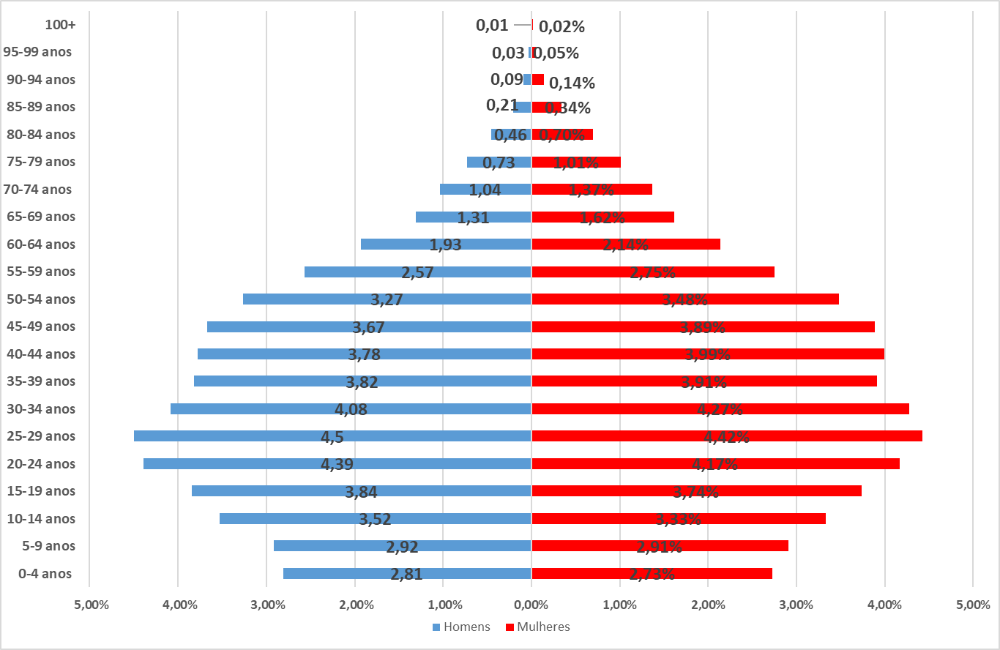 100+ 0,01 0,02%
95-99 anos 0,03 0,05%
90-94 anos 0,09 0,14%
85-89 anos 0,21 0,34%
80-84 anos 0,46 0,70%
75-79 anos 0,73 1,01%
70-74 anos 1,04 1,37%
65-69 anos 1,31 1,62%
60-64 anos 1,93 2,14%
55-59 anos 2,57 2,75%
50-54 anos 3,27 3,48%
45-49 anos 3,67 3,89%
40-44 anos 3,78 3,99%
35-39 anos 3,82 3,91%
30-34 anos 4,08 4,27%
25-29 anos 4,5 4,42%
20-24 anos 4,39 4,17%
15-19 anos 3,84 3,74%
10-14 anos 3,52 3,33%
5-9 anos 2,92 2,91%
0-4 anos 2,81 2,73%
5,00% 4,00% 3,00% 2,00% 1,00% 0,00% 1,00% 2,00% 3,00% 4,00% 5,00%
Homens Mulheres